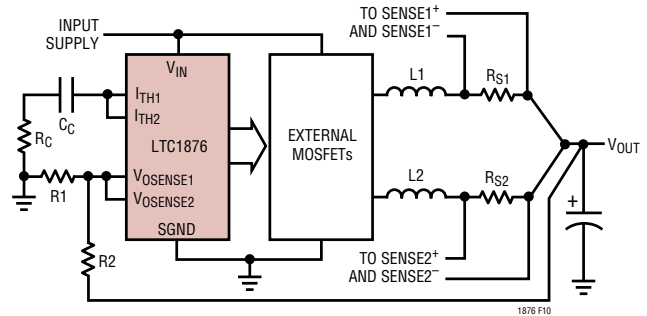 TO SENSE1+
AND SENSE1–
INPUT
SUPPLY
VIN
L1
RS1
ITH1
ITH2
CC
RC
LTC1876
EXTERNAL
MOSFETs
VOUT
R1
VOSENSE1
VOSENSE2
L2
RS2
+
SGND
R2
TO SENSE2+
AND SENSE2–
1876 F10